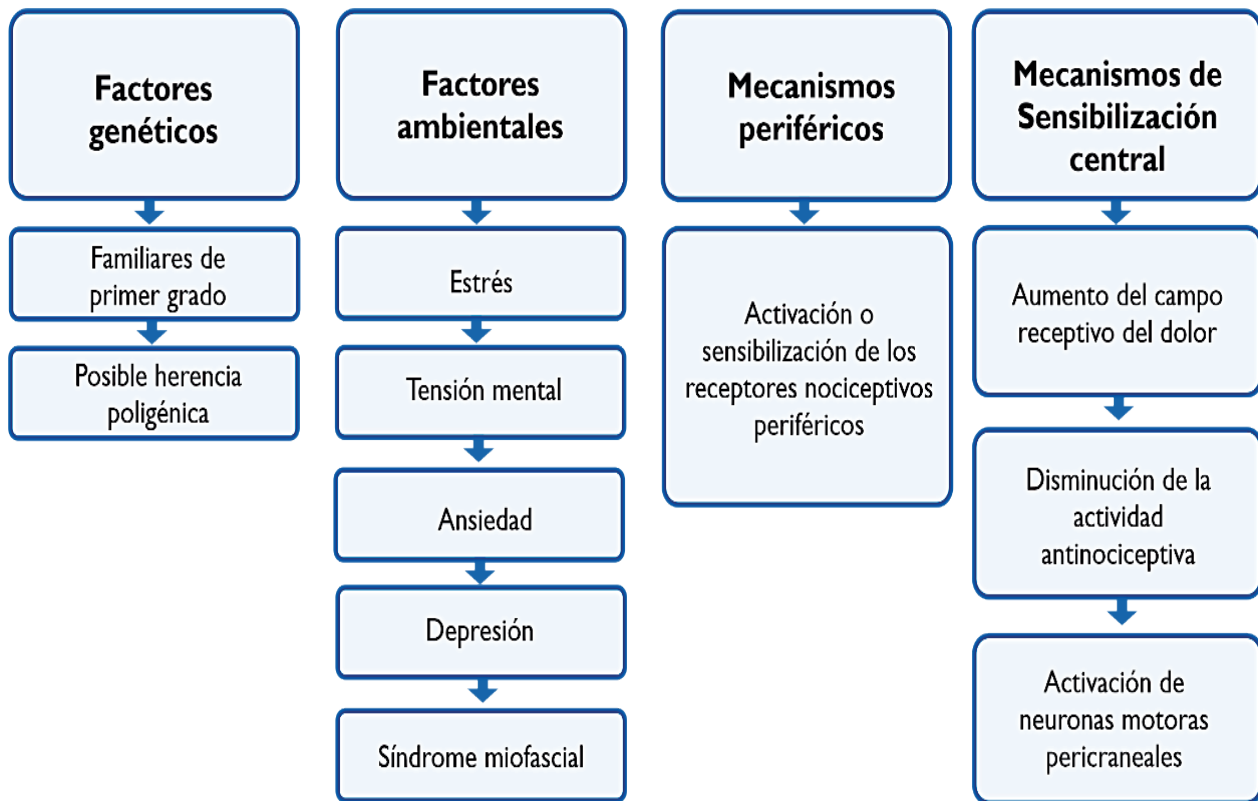 Factores
genéticos
Familiares de
primer grado
Posible herencia
poligénica
Factores
ambientales
Estrés
Tensión mental
Ansiedad
Depresión
Síndrome miofascial
Mecanismos
periféricos
Activación o
sensibilización de los
receptores nociceptivos
periféricos
Mecanismos de
Sensibilización
central
Aumento del campo
receptivo del dolor
Disminución de la
actividad
antinociceptiva
Activación de
neuronas motoras
pericraneales